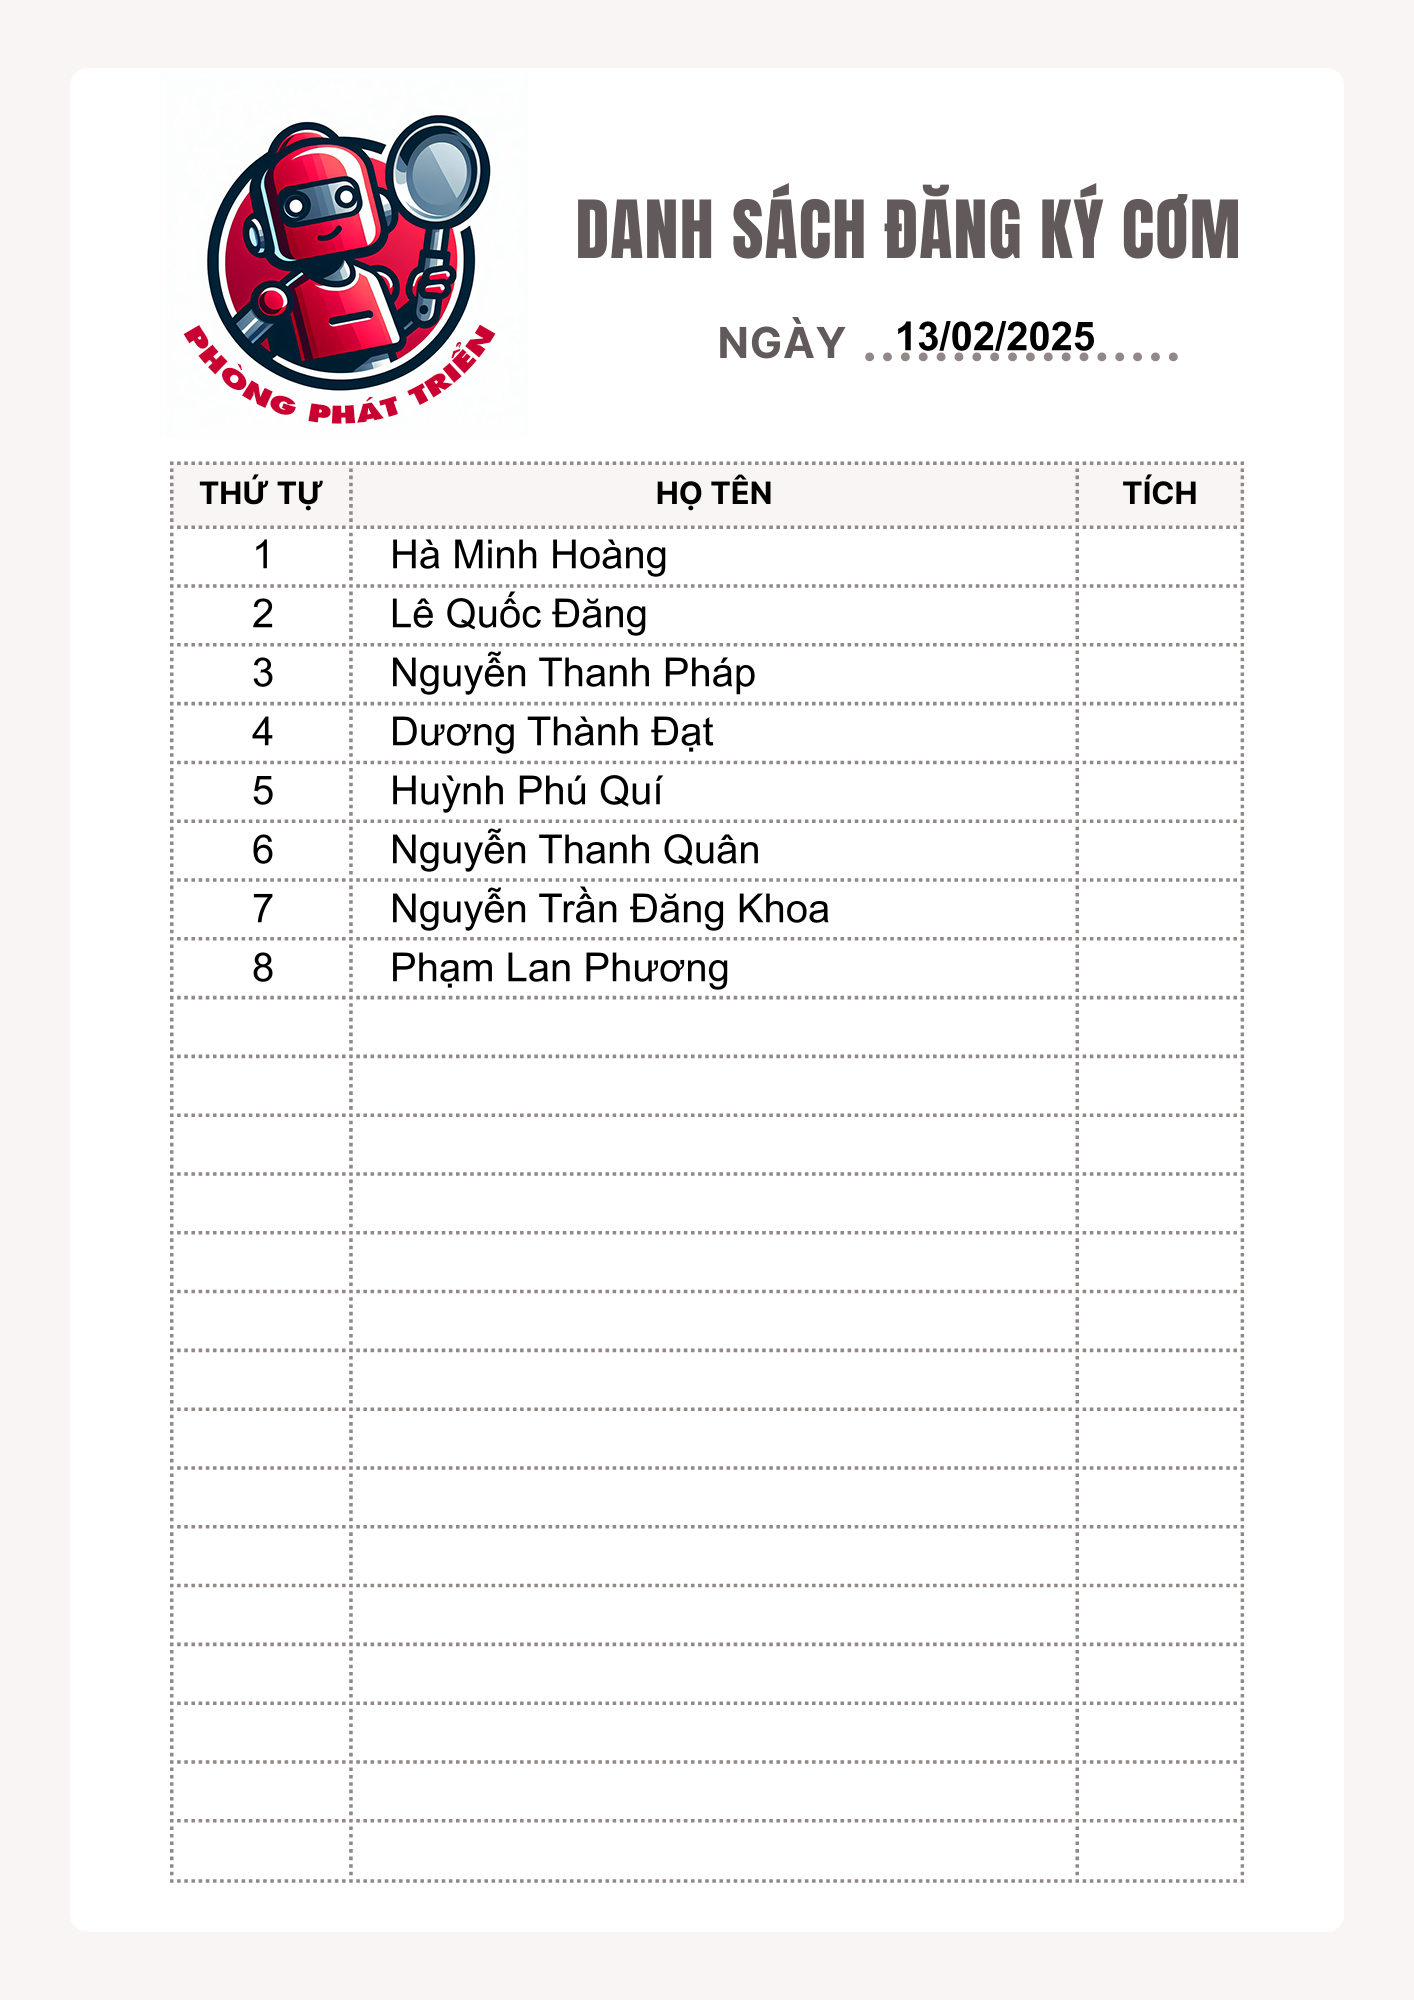 DANH SÁCH ĐĂNG KÝ CƠM
NGÀY 13/02/2025
PHÒNG PHÁT TRIỂN
THỨ TỰ HỌ TÊN TÍCH
1 Hà Minh Hoàng
2 Lê Quốc Đăng
3 Nguyễn Thanh Pháp
4 Dương Thành Đạt
5 Huỳnh Phú Quí
6 Nguyễn Thanh Quân
7 Nguyễn Trần Đăng Khoa
8 Phạm Lan Phương